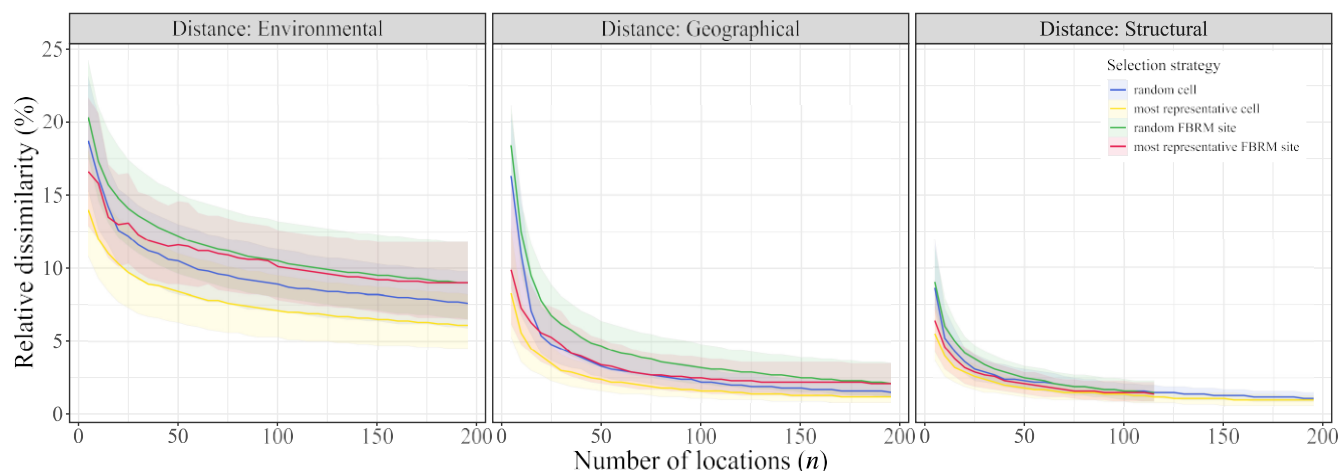 Distance: Environmental
Distance: Geographical
Distance: Structural
Relative dissimilarity (%)
25
20
15
10
5
0
Selection strategy
random cell
most representative cell
random FBRM site
most representative FBRM site
0 50 100 150 200
0 50 100 150 200
0 50 100 150 200
Number of locations (n)